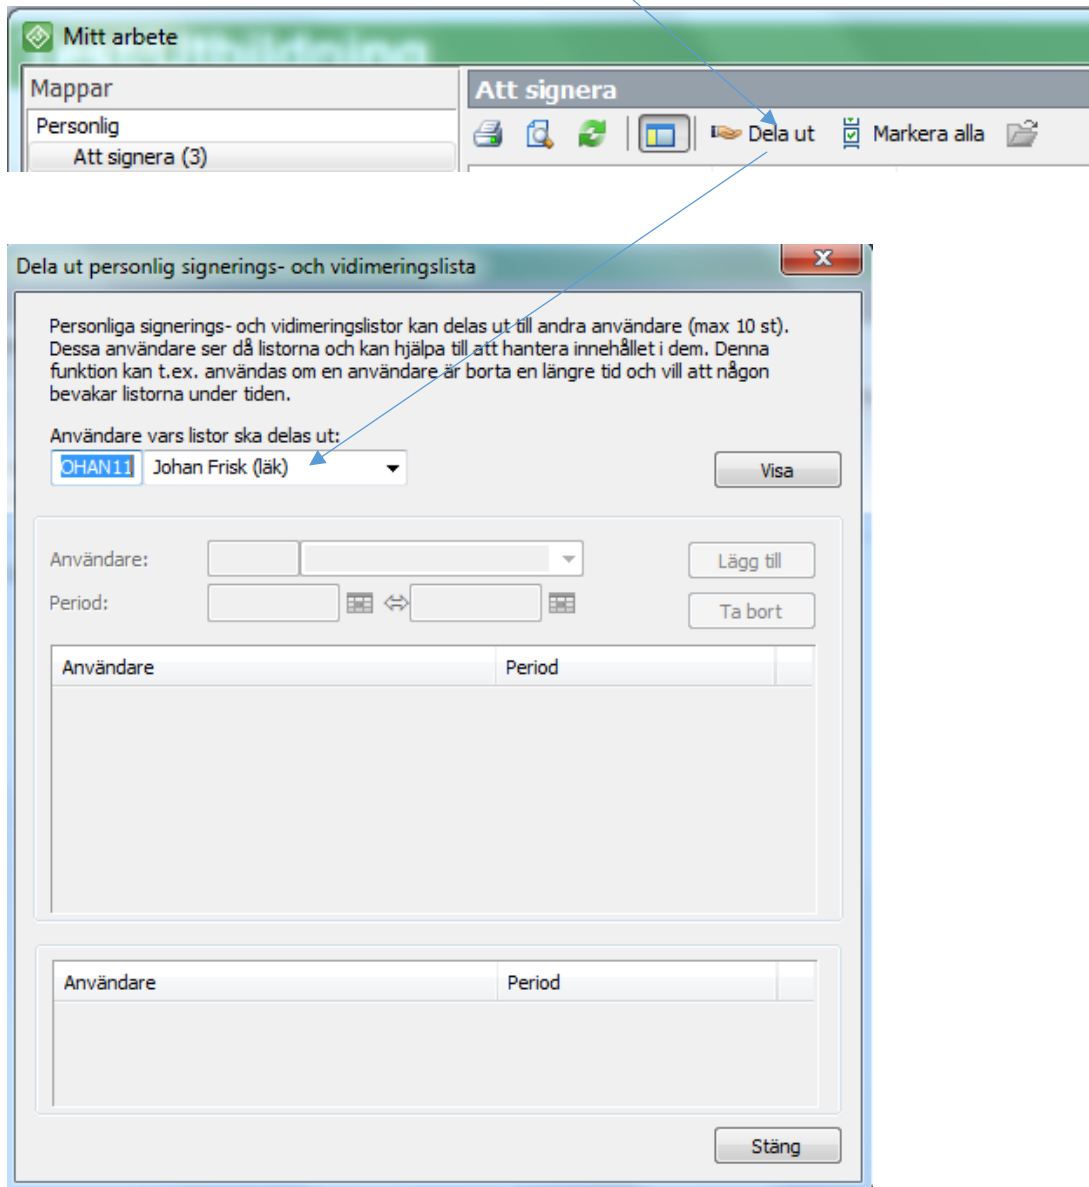 Mitt arbete
Mappar
Att signera
Personlig
Dela ut
Markera alla
Att signera (3)
Dela ut personlig signerings- och vidimeringslista
Personliga signerings- och vidimeringslistor kan delas ut till andra användare (max 10 st).
Dessa användare ser då listorna och kan hjälpa till att hantera innehållet i dem. Denna
funktion kan t.ex. användas om en användare är borta en längre tid och vill att någon
bevakar listorna under tiden.
Användare vars listor ska delas ut:
OHAN11 Johan Frisk (läk)
Visa
Användare:
Lägg till
Period:
Ta bort
Användare Period
Användare Period
Stäng